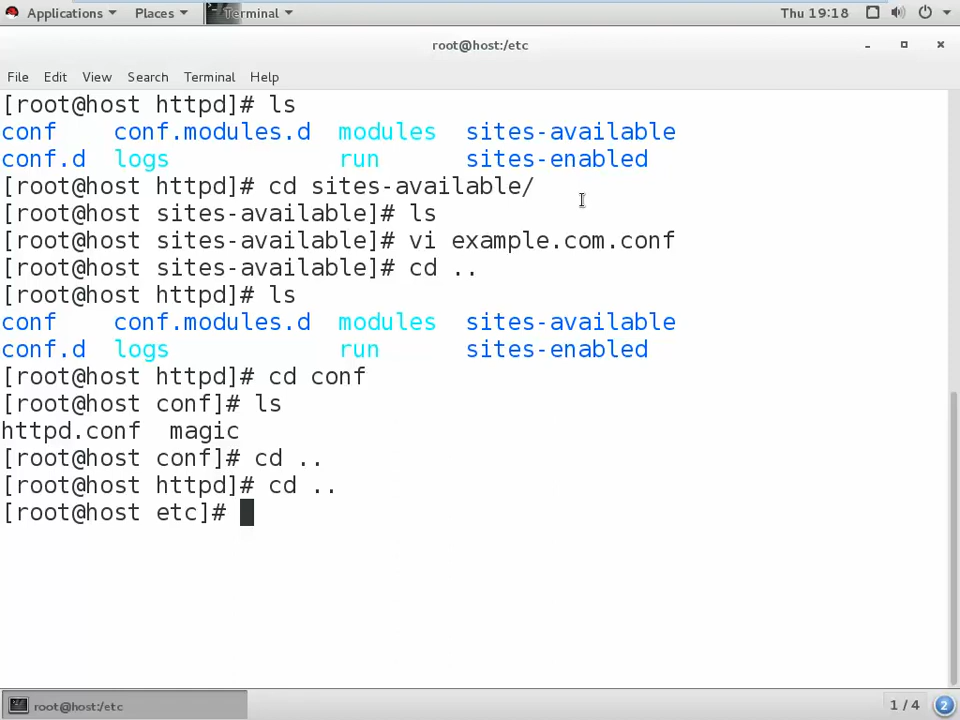 Applications Places Terminal Thu 19:18
root@host:/etc
File Edit View Search Terminal Help
[root@host httpd]# ls
conf conf.modules.d modules sites-available
conf.d logs run sites-enabled
[root@host httpd]# cd sites-available/
[root@host sites-available]# ls
[root@host sites-available]# vi example.com.conf
[root@host sites-available]# cd ..
[root@host httpd]# ls
conf conf.modules.d modules sites-available
conf.d logs run sites-enabled
[root@host httpd]# cd conf
[root@host conf]# ls
httpd.conf magic
[root@host conf]# cd ..
[root@host httpd]# cd ..
[root@host etc]#
root@host:/etc 1 / 4 2